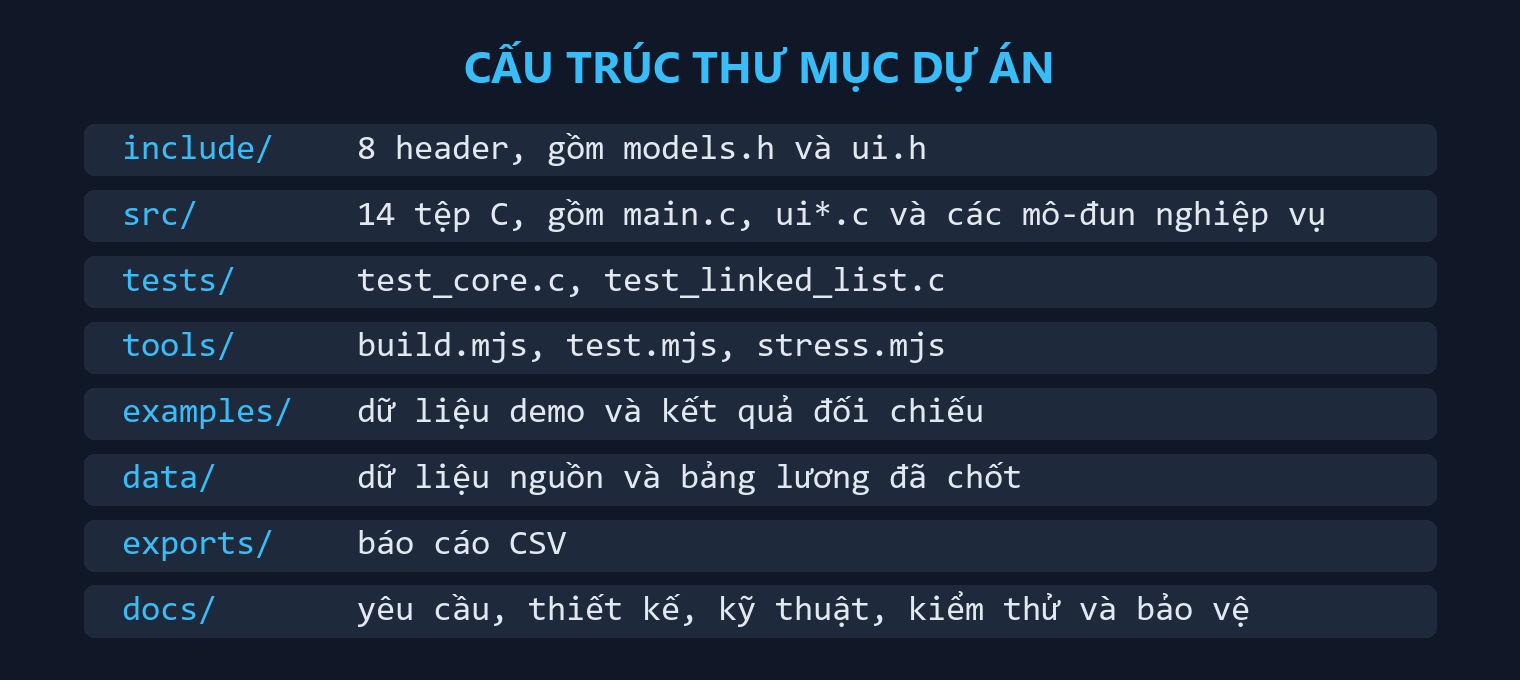 CẤU TRÚC THƯ MỤC DỰ ÁN
include/ 8 header, gồm models.h và ui.h
src/ 14 tệp C, gồm main.c, ui*.c và các mô-đun nghiệp vụ
tests/ test_core.c, test_linked_list.c
tools/ build.mjs, test.mjs, stress.mjs
examples/ dữ liệu demo và kết quả đối chiếu
data/ dữ liệu nguồn và bảng lương đã chốt
exports/ báo cáo CSV
docs/ yêu cầu, thiết kế, kỹ thuật, kiểm thử và bảo vệ